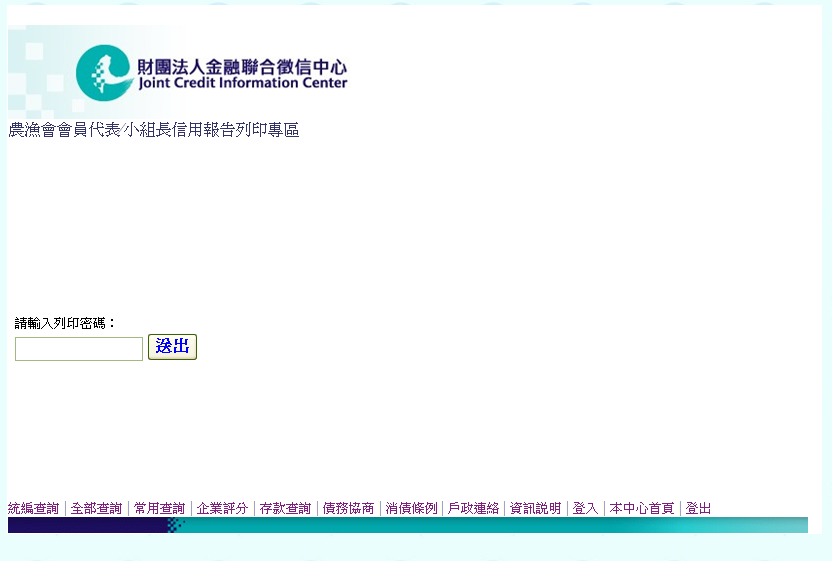 財團法人金融聯合徵信中心
Joint Credit Information Center
農漁會會員代表/小組長信用報告列印專區
請輸入列印密碼：
送出
統編查詢 | 全部查詢 | 常用查詢 | 企業評分 | 存款查詢 | 債務協商 | 消債條例 | 戶政連絡 | 資訊說明 | 登入 | 本中心首頁 | 登出